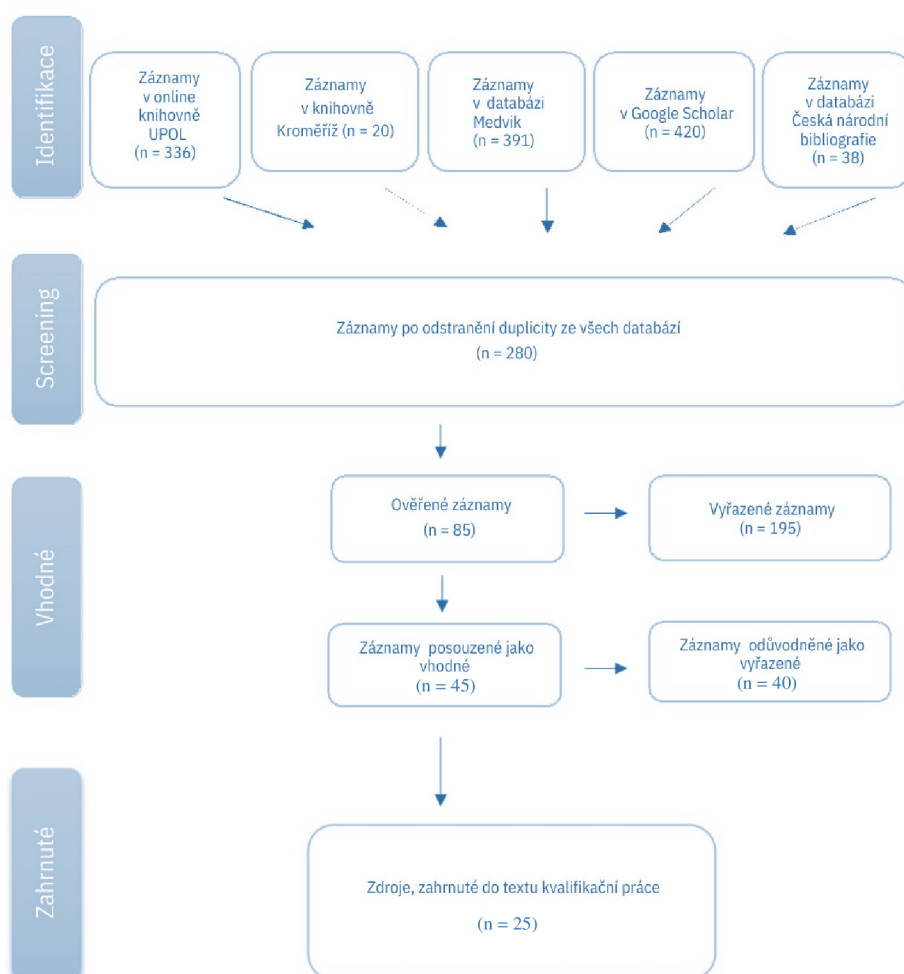 Identifikace
Záznamy
v online
knihovně
UPOL
(n = 336)
Záznamy
v knihovně
Kroměříž (n = 20)
Záznamy
v databázi
Medvik
(n = 391)
Záznamy
v Google Scholar
(n = 420)
Záznamy
v databázi
Česká národní
bibliografie
(n = 38)
Screening
Záznamy po odstranění duplicity ze všech databází
(n = 280)
Vhodné
Ověřené záznamy
(n = 85)
Vyřazené záznamy
(n = 195)
Záznamy posouzené jako
vhodné
(n = 45)
Záznamy odůvodněné jako
vyřazené
(n = 40)
Zahrnuté
Zdroje, zahrnuté do textu kvalifikační práce
(n = 25)